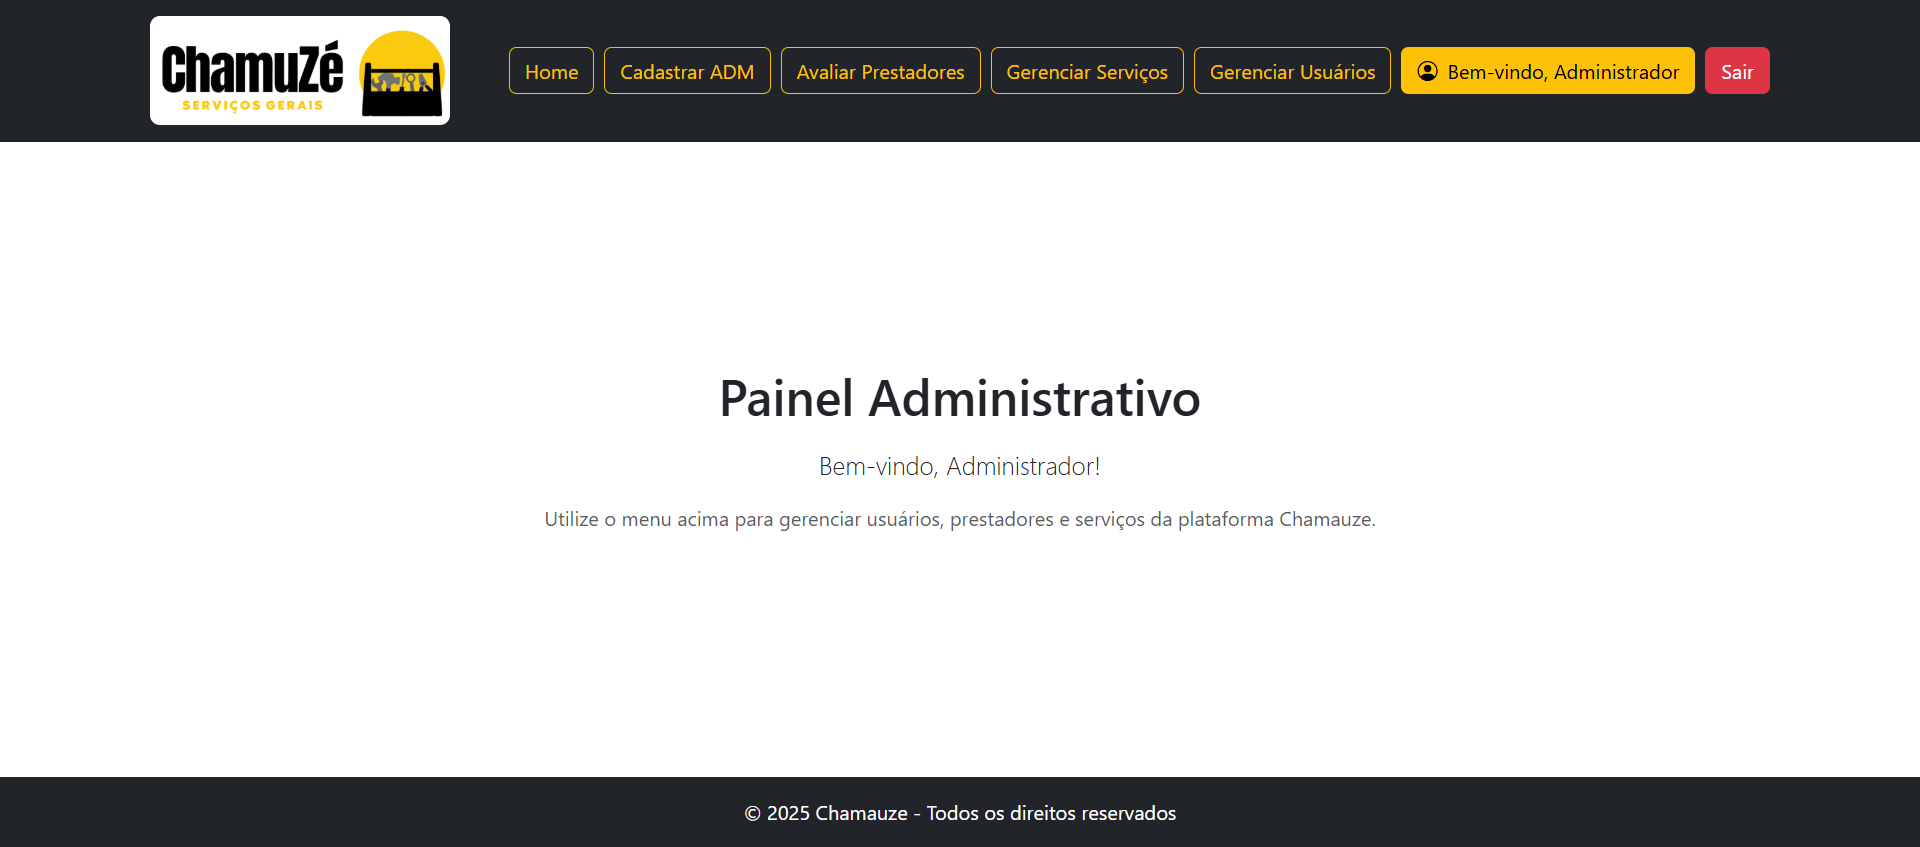 ChamuZé
SERVIÇOS GERAIS
Home
Cadastrar ADM
Avaliar Prestadores
Gerenciar Serviços
Gerenciar Usuários
Bem-vindo, Administrador
Sair
Painel Administrativo
Bem-vindo, Administrador!
Utilize o menu acima para gerenciar usuários, prestadores e serviços da plataforma Chamauze.
© 2025 Chamauze - Todos os direitos reservados